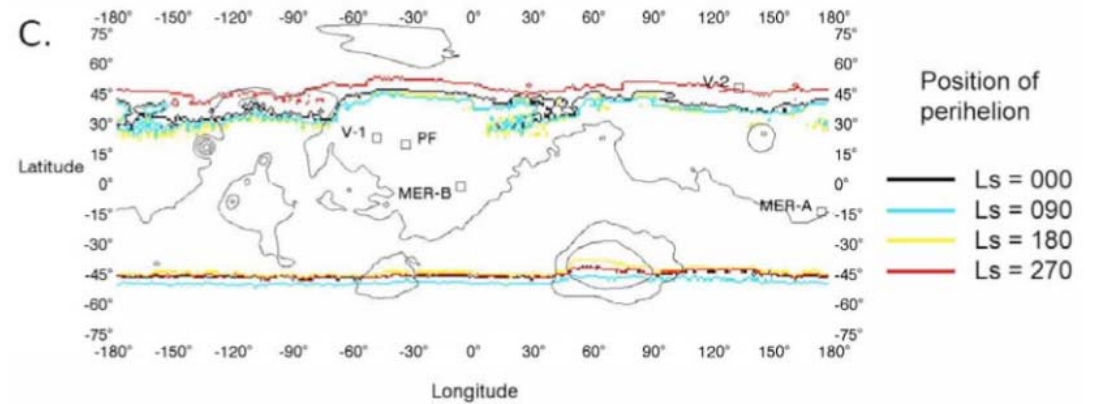 C.
-180° -150° -120° -90° -60° -30° 0° 30° 60° 90° 120° 150° 180°
75° 75°
60° 60°
45° V-2 45°
30° 30°
V-1 PF
15° 15°
Latitude 0° MER-B 0°
-15° MER-A -15°
-30° -30°
-45° -45°
-60° -60°
-75° -75°
-180° -150° -120° -90° -60° -30° 0° 30° 60° 90° 120° 150° 180°
Longitude
Position of
perihelion
Ls = 000
Ls = 090
Ls = 180
Ls = 270